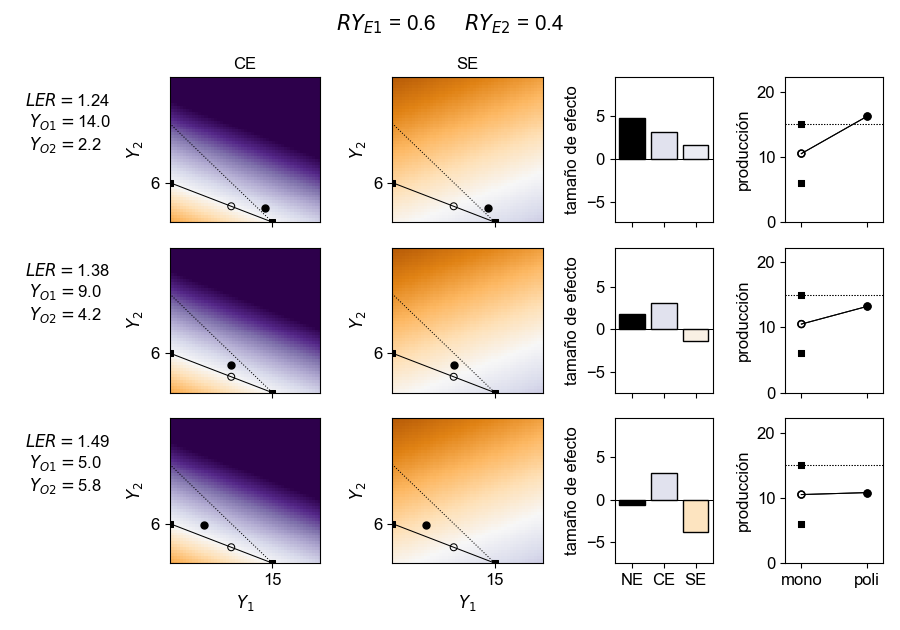 RY_E1 = 0.6 RY_E2 = 0.4
CE SE
LER = 1.24
Y_O1 = 14.0
Y_O2 = 2.2
Y_2
6
Y_2
6
tamaño de efecto
5
0
−5
producción
20
10
0
LER = 1.38
Y_O1 = 9.0
Y_O2 = 4.2
Y_2
6
Y_2
6
tamaño de efecto
5
0
−5
producción
20
10
0
LER = 1.49
Y_O1 = 5.0
Y_O2 = 5.8
Y_2
6
15
Y_1
Y_2
6
15
Y_1
tamaño de efecto
5
0
−5
NE CE SE
producción
20
10
0
mono poli